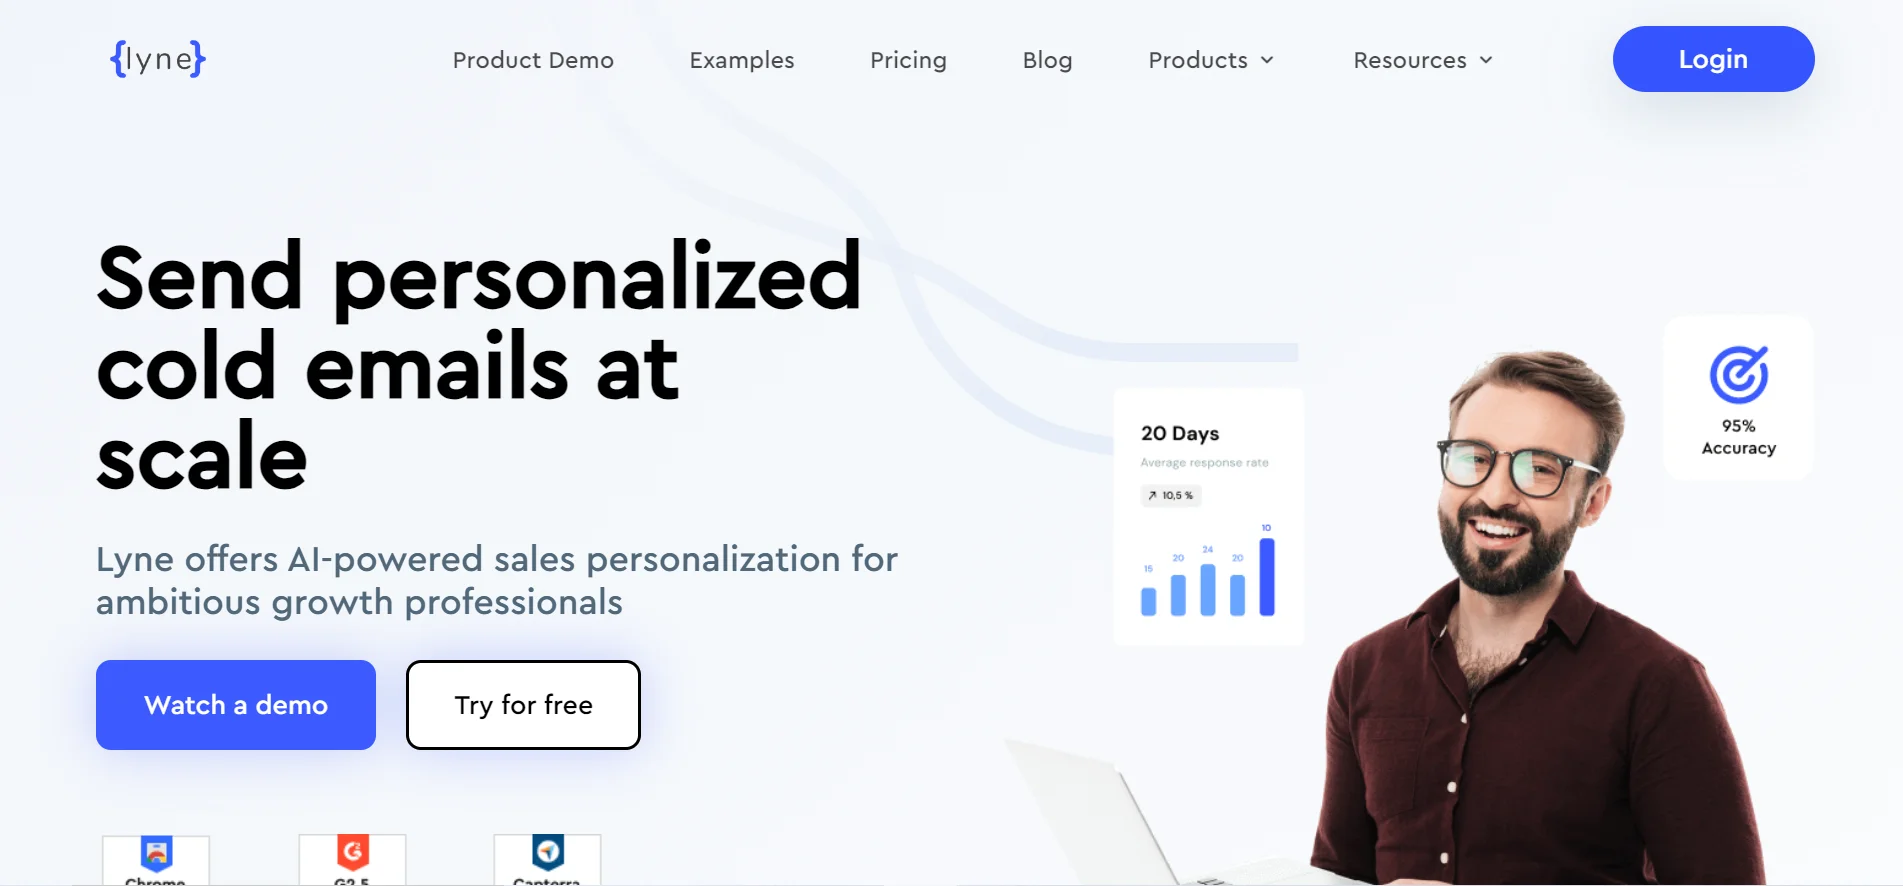 {lyne}
Product Demo
Examples
Pricing
Blog
Products
Resources
Login
Send personalized
cold emails at
scale
Lyne offers AI-powered sales personalization for
ambitious growth professionals
Watch a demo
Try for free
20 Days
Average response rate
10,5 %
15
20
24
20
10
95%
Accuracy
Chrome
G2.5
Capterra